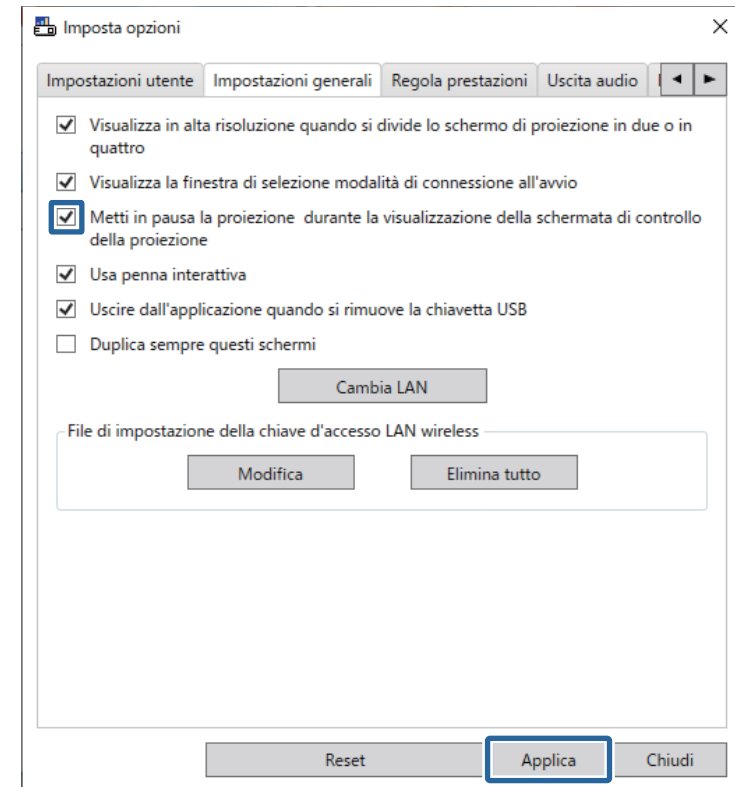 Imposta opzioni
Impostazioni utente Impostazioni generali Regola prestazioni Uscita audio
Visualizza in alta risoluzione quando si divide lo schermo di proiezione in due o in
quattro
Visualizza la finestra di selezione modalità di connessione all'avvio
Metti in pausa la proiezione durante la visualizzazione della schermata di controllo
della proiezione
Usa penna interattiva
Uscire dall'applicazione quando si rimuove la chiavetta USB
Duplica sempre questi schermi
Cambia LAN
File di impostazione della chiave d'accesso LAN wireless
Modifica Elimina tutto
Reset Applica Chiudi